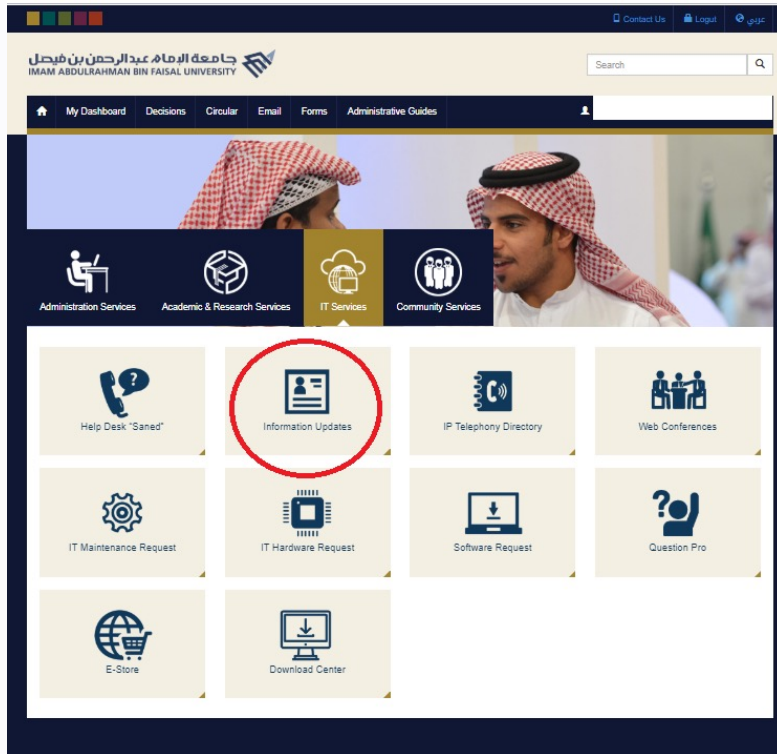 Contact Us Logut عربي
جامعة الإمام عبدالرحمن بن فيصل
IMAM ABDULRAHMAN BIN FAISAL UNIVERSITY
Search
My Dashboard Decisions Circular Email Forms Administrative Guides
Administration Services Academic & Research Services IT Services Community Services
Help Desk "Saned" Information Updates IP Telephony Directory Web Conferences
IT Maintenance Request IT Hardware Request Software Request Question Pro
E-Store Download Center